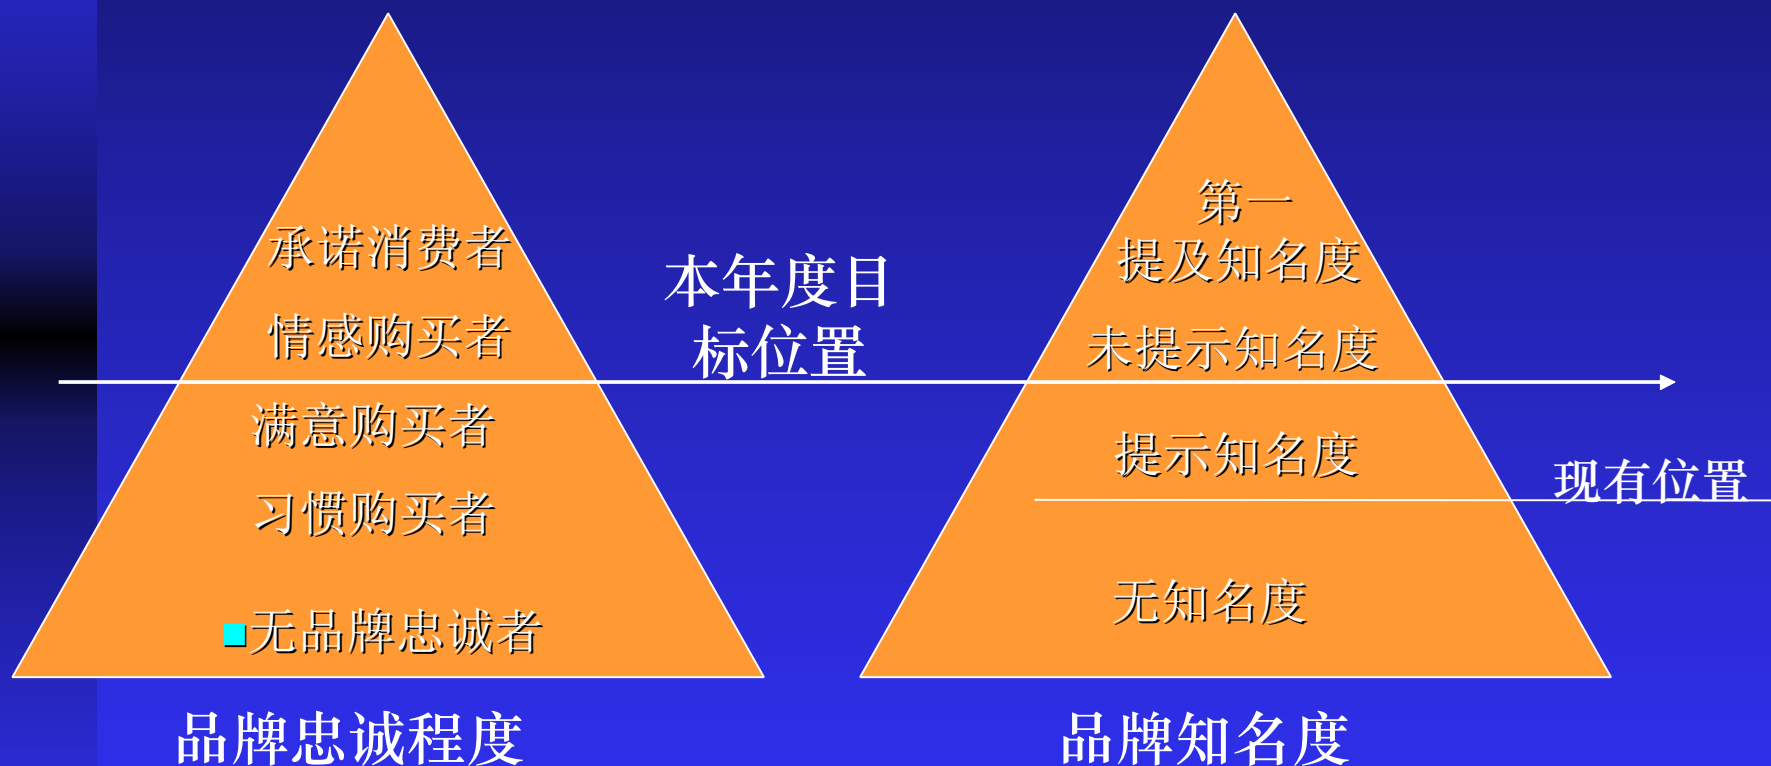 承诺消费者
情感购买者
满意购买者
习惯购买者
无品牌忠诚者
品牌忠诚程度
本年度目
标位置
第一
提及知名度
未提示知名度
提示知名度
无知名度
品牌知名度
现有位置